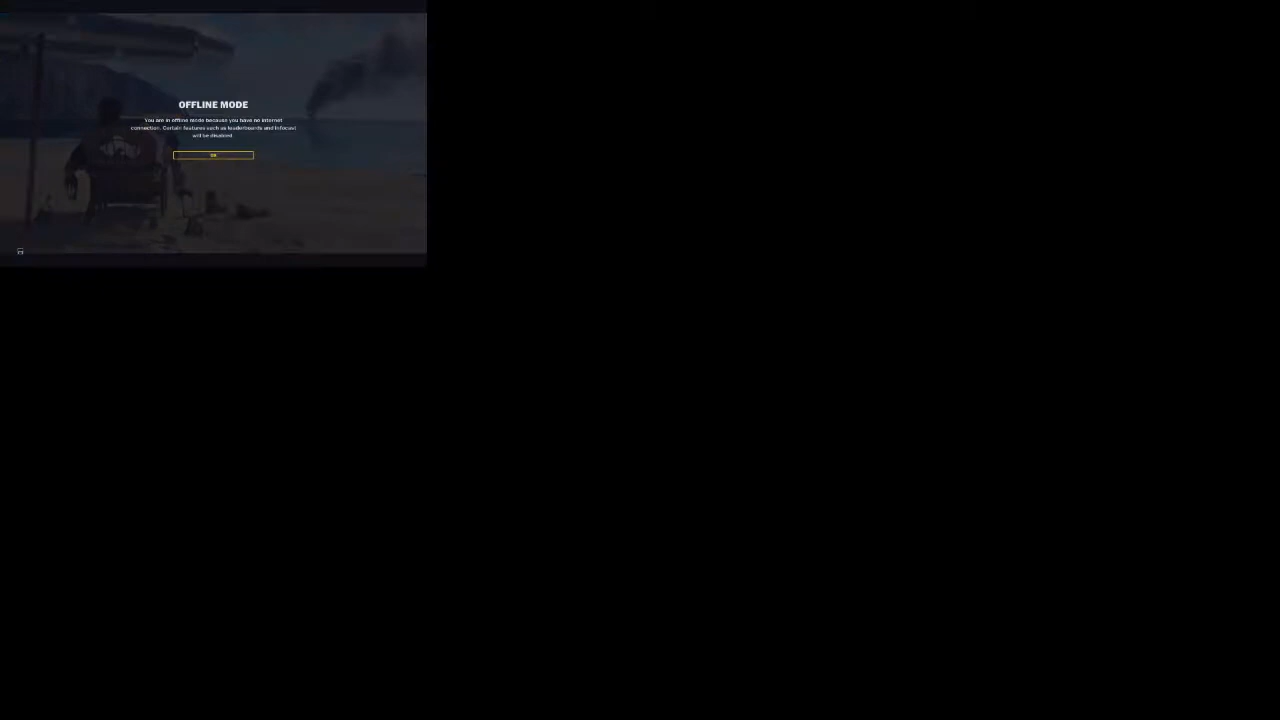 OFFLINE MODE
You are in offline mode because you have no internet
connection. Certain features such as leaderboards and Infocast
will be disabled.
OK